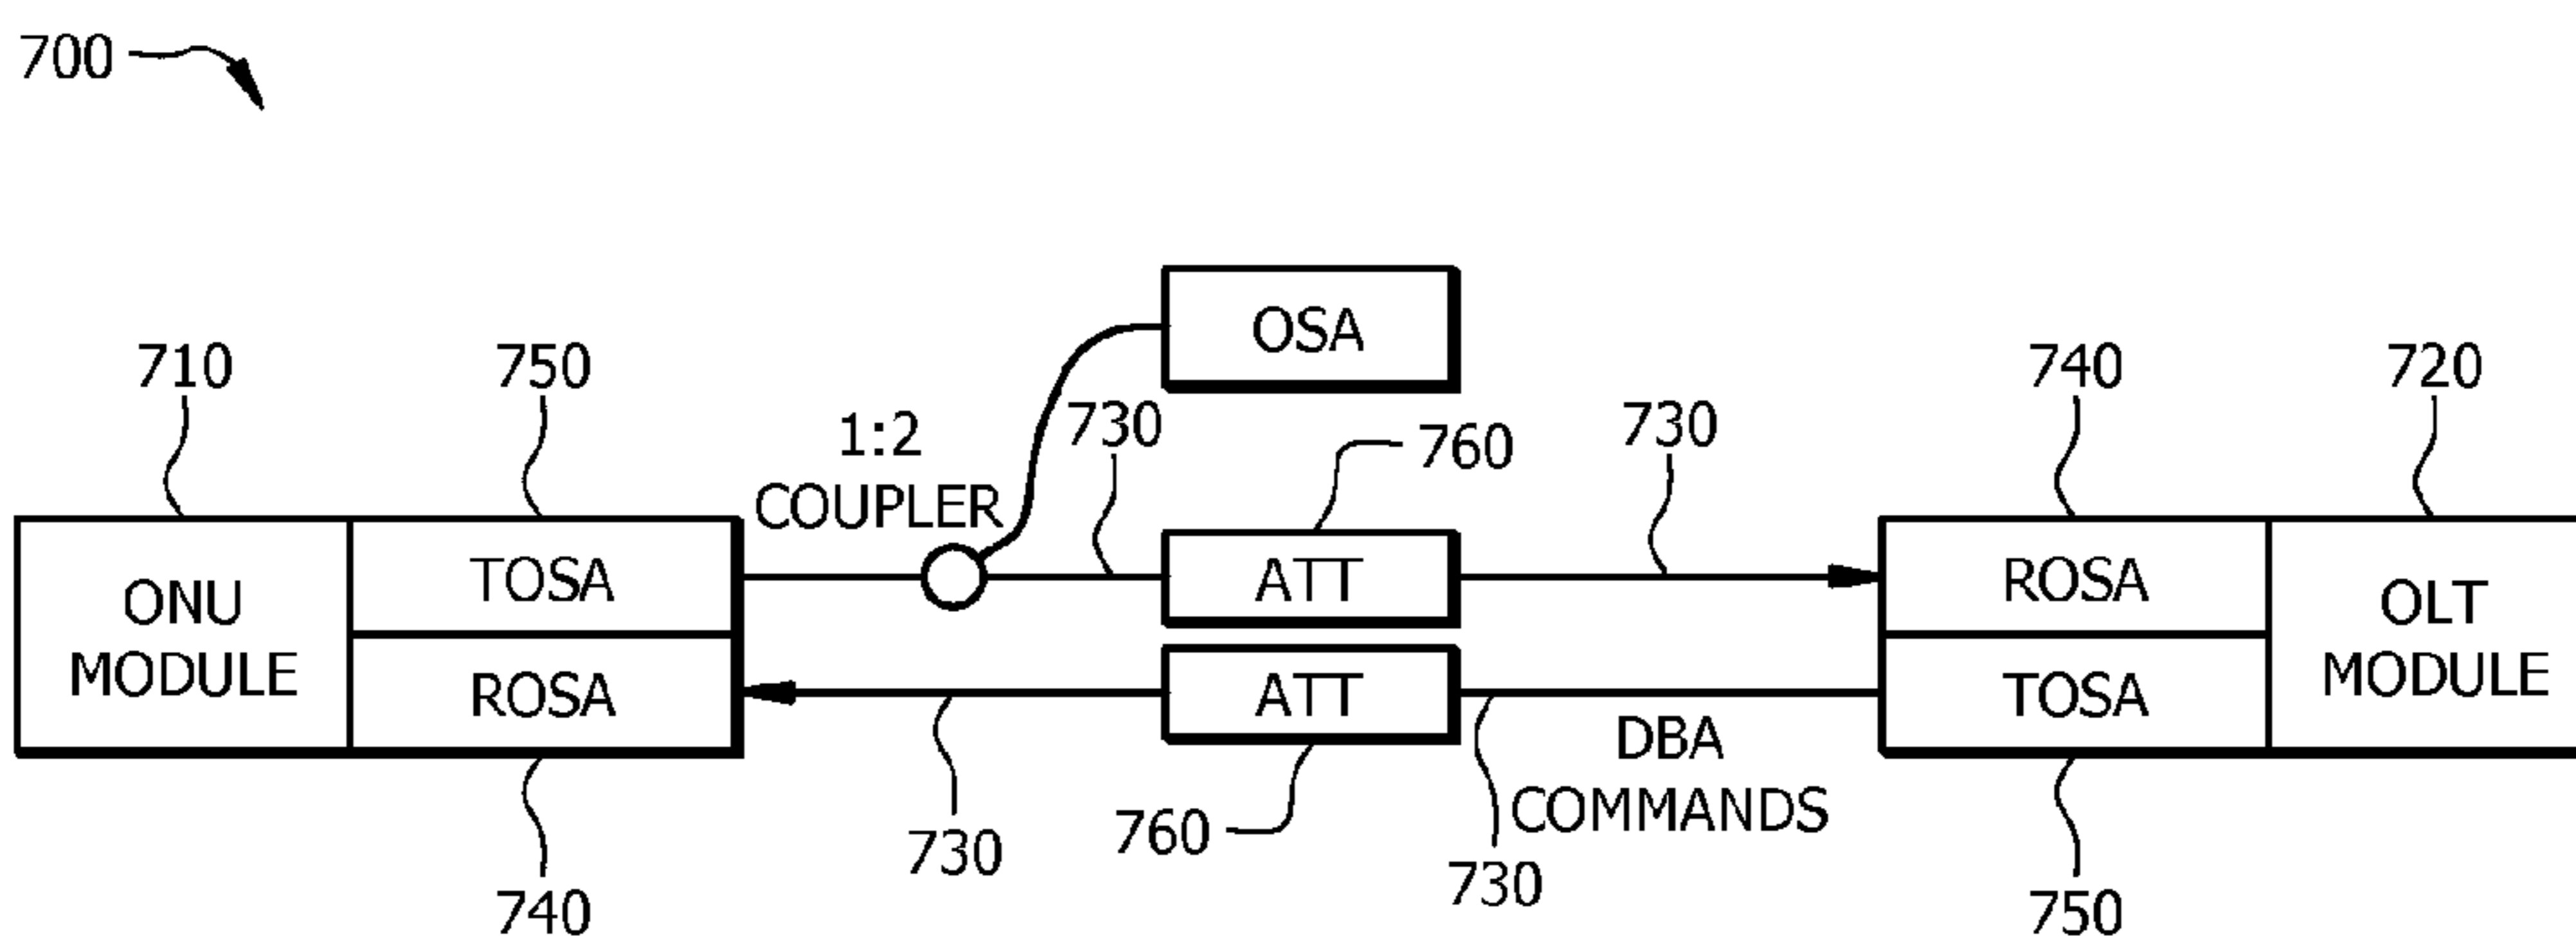 700
OSA
710
750
1:2
COUPLER
730
760
730
740
720
ONU
MODULE
TOSA
ROSA
ATT
ATT
ROSA
TOSA
OLT
MODULE
DBA
COMMANDS
740
730
760
730
750